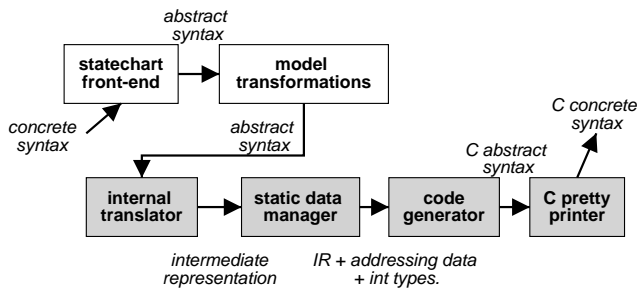 abstract
syntax
statechart
front-end
model
transformations
concrete
syntax
abstract
syntax
C concrete
syntax
C abstract
syntax
internal
translator
static data
manager
code
generator
C pretty
printer
intermediate
representation
IR + addressing data
+ int types.